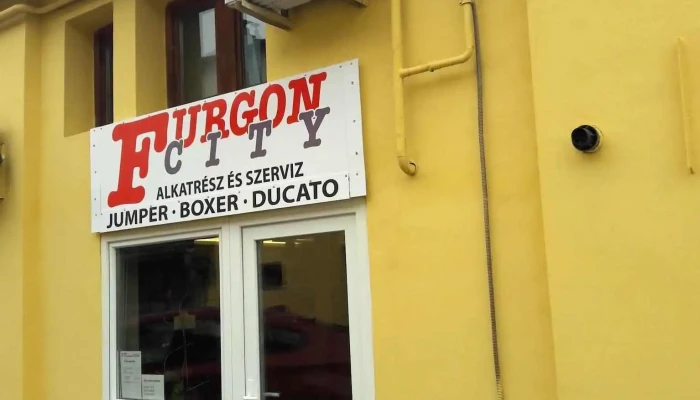 FURGON
CITY
ALKATRÉSZ ÉS SZERVIZ
JUMPER · BOXER · DUCATO